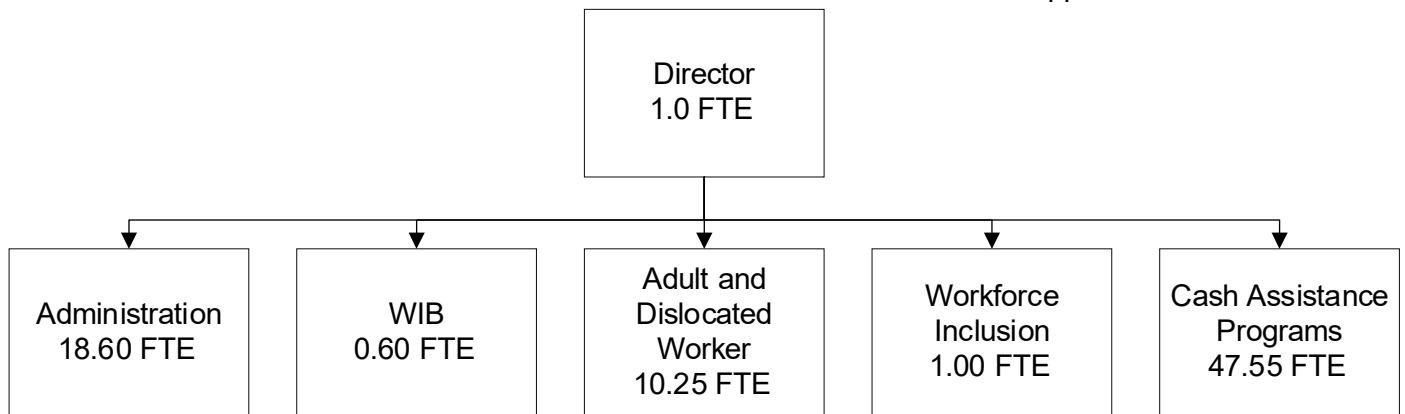 Director
1.0 FTE
Administration
18.60 FTE
WIB
0.60 FTE
Adult and
Dislocated
Worker
10.25 FTE
Workforce
Inclusion
1.00 FTE
Cash Assistance
Programs
47.55 FTE